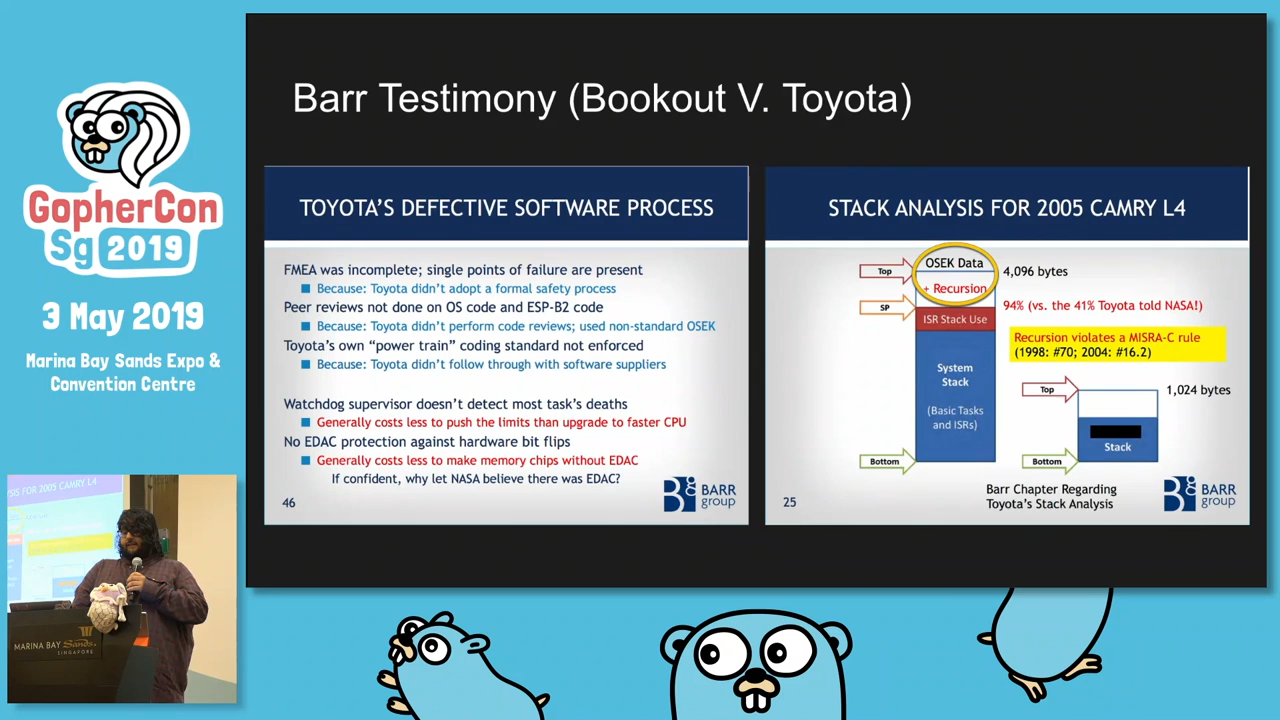 GopherCon
Sg 2019
3 May 2019
Marina Bay Sands Expo &
Convention Centre
Barr Testimony (Bookout V. Toyota)
TOYOTA'S DEFECTIVE SOFTWARE PROCESS
FMEA was incomplete; single points of failure are present
Because: Toyota didn't adopt a formal safety process
Peer reviews not done on OS code and ESP-B2 code
Because: Toyota didn't perform code reviews; used non-standard OSEK
Toyota's own “power train” coding standard not enforced
Because: Toyota didn't follow through with software suppliers
Watchdog supervisor doesn't detect most task's deaths
Generally costs less to push the limits than upgrade to faster CPU
No EDAC protection against hardware bit flips
Generally costs less to make memory chips without EDAC
If confident, why let NASA believe there was EDAC?
46
BARR
group
STACK ANALYSIS FOR 2005 CAMRY L4
OSEK Data
Top
4,096 bytes
+ Recursion
SP
94% (vs. the 41% Toyota told NASA!)
ISR Stack Use
Recursion violates a MISRA-C rule
(1998: #70; 2004: #16.2)
System
Stack
(Basic Tasks
and ISRs)
Top
1,024 bytes
Stack
Bottom
Bottom
Barr Chapter Regarding
Toyota's Stack Analysis
25
BARR
group
SIS FOR 2005 CAMRY L4
MARINA BAY Sands
SINGAPORE